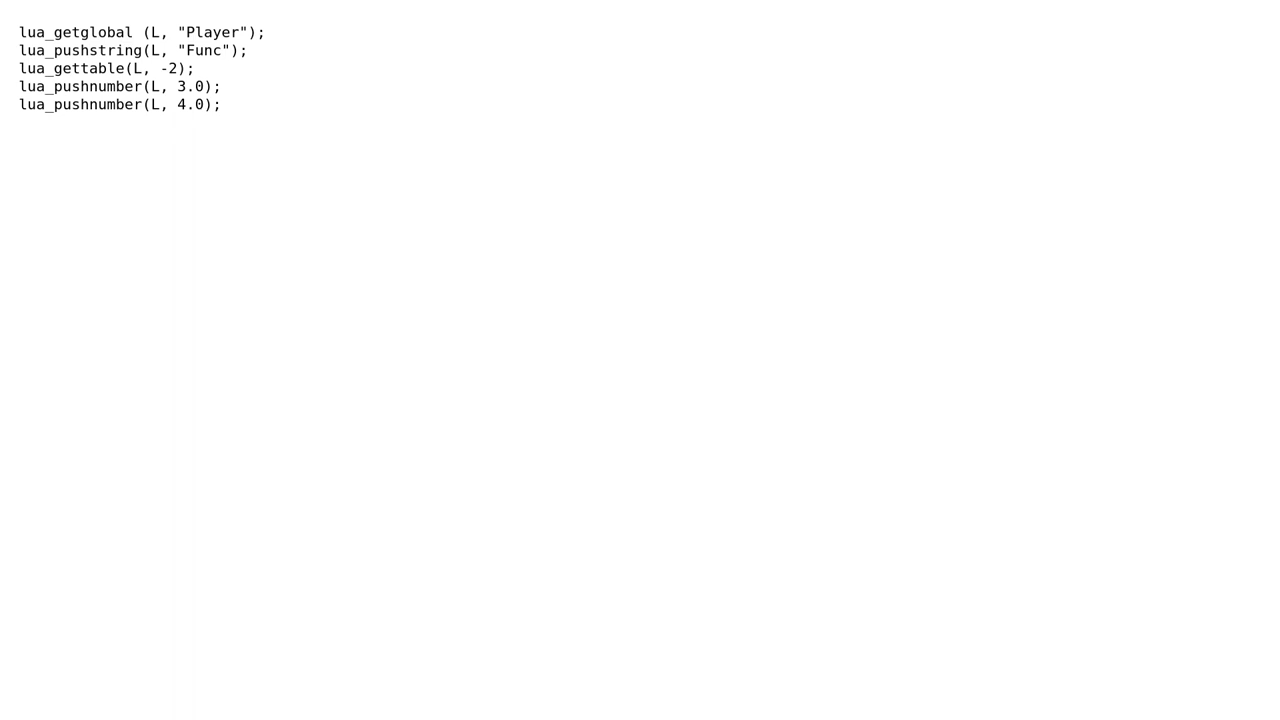 lua_getglobal (L, "Player");
lua_pushstring(L, "Func");
lua_gettable(L, -2);
lua_pushnumber(L, 3.0);
lua_pushnumber(L, 4.0);